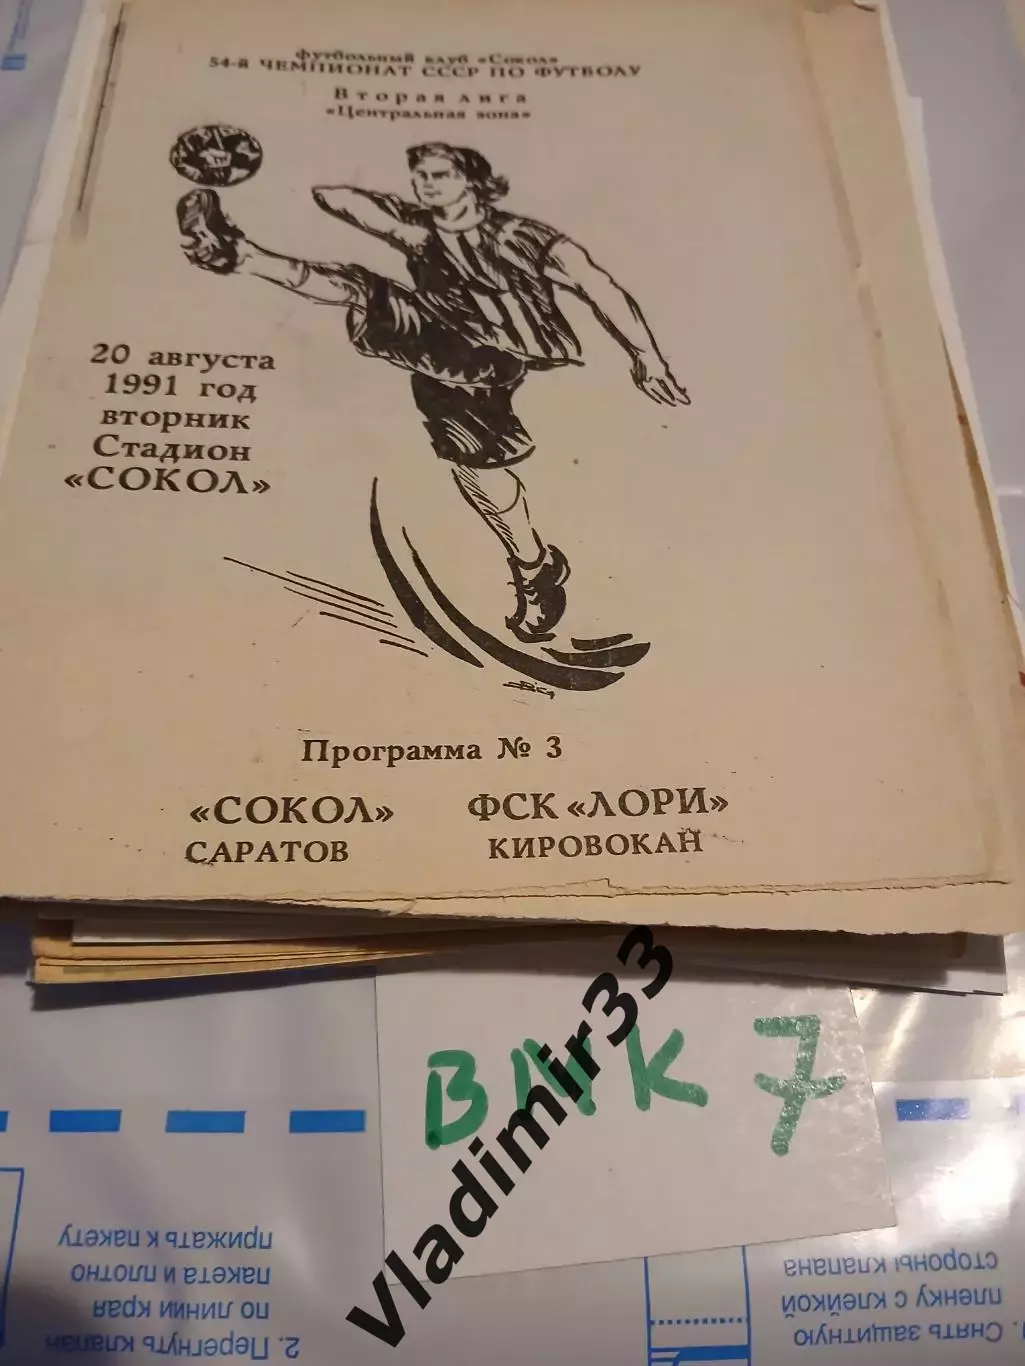 футбольный клуб «Сокол»
54-й ЧЕМПИОНАТ СССР ПО ФУТБОЛУ
Вторая лига
«Центральная зона»
20 августа
1991 год
вторник
Стадион
«СОКОЛ»
Программа № 3
«СОКОЛ» ФСК «ЛОРИ»
САРАТОВ КИРОВОКАН
Vladimir33
7
2. Перегнуть клапан
по линии края
пакета и плотно
прижать к пакету
. Снять защитную
пленку с клейкой
стороны клапана